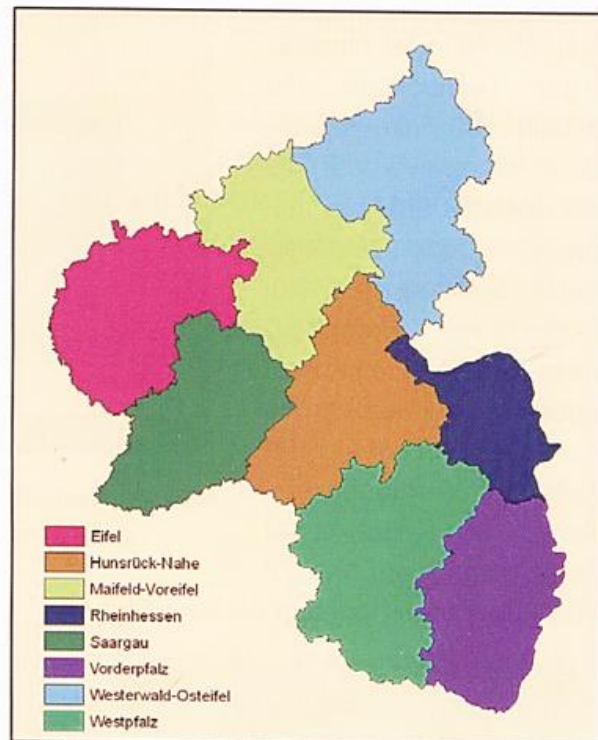 Eifel
Hunsrück-Nahe
Maifeld-Voreifel
Rheinhessen
Saargau
Vorderpfalz
Westerwald-Osteifel
Westpfalz